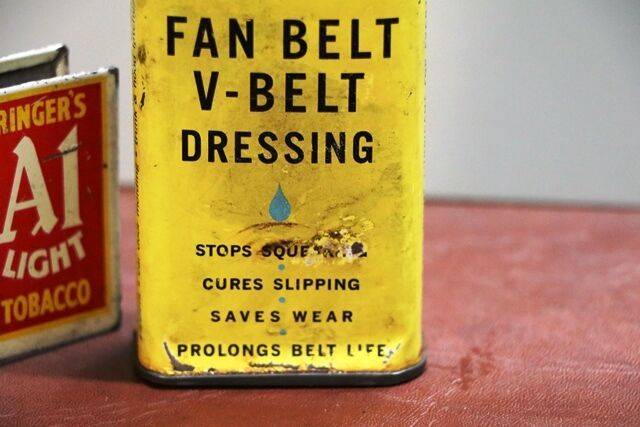 RINGER'S
A1
LIGHT
TOBACCO
FAN BELT
V-BELT
DRESSING
STOPS
CURES SLIPPING
SAVES WEAR
PROLONGS BELT LIFE